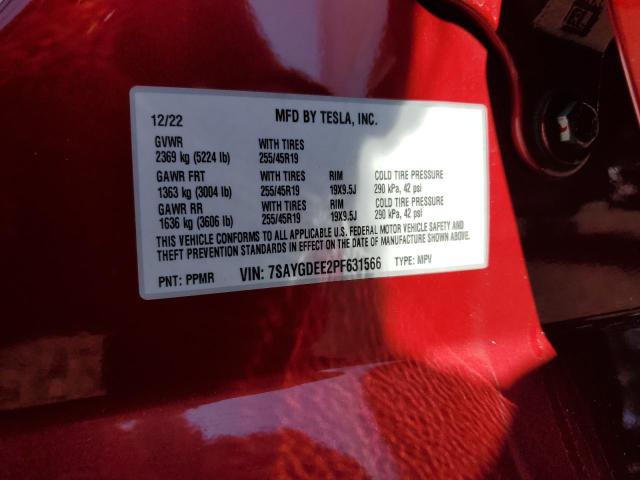 12/22 MFD BY TESLA, INC.
GVWR WITH TIRES
2369 kg (5224 lb) 255/45R19
GAWR FRT WITH TIRES RIM COLD TIRE PRESSURE
1363 kg (3004 lb) 255/45R19 19X9.5J 290 kPa, 42 psi
GAWR RR WITH TIRES RIM COLD TIRE PRESSURE
1636 kg (3606 lb) 255/45R19 19X9.5J 290 kPa, 42 psi
THIS VEHICLE CONFORMS TO ALL APPLICABLE U.S. FEDERAL MOTOR VEHICLE SAFETY AND
THEFT PREVENTION STANDARDS IN EFFECT ON THE DATE OF MANUFACTURE SHOWN ABOVE.
PNT: PPMR VIN: 7SAYGDEE2PF631566 TYPE: MPV